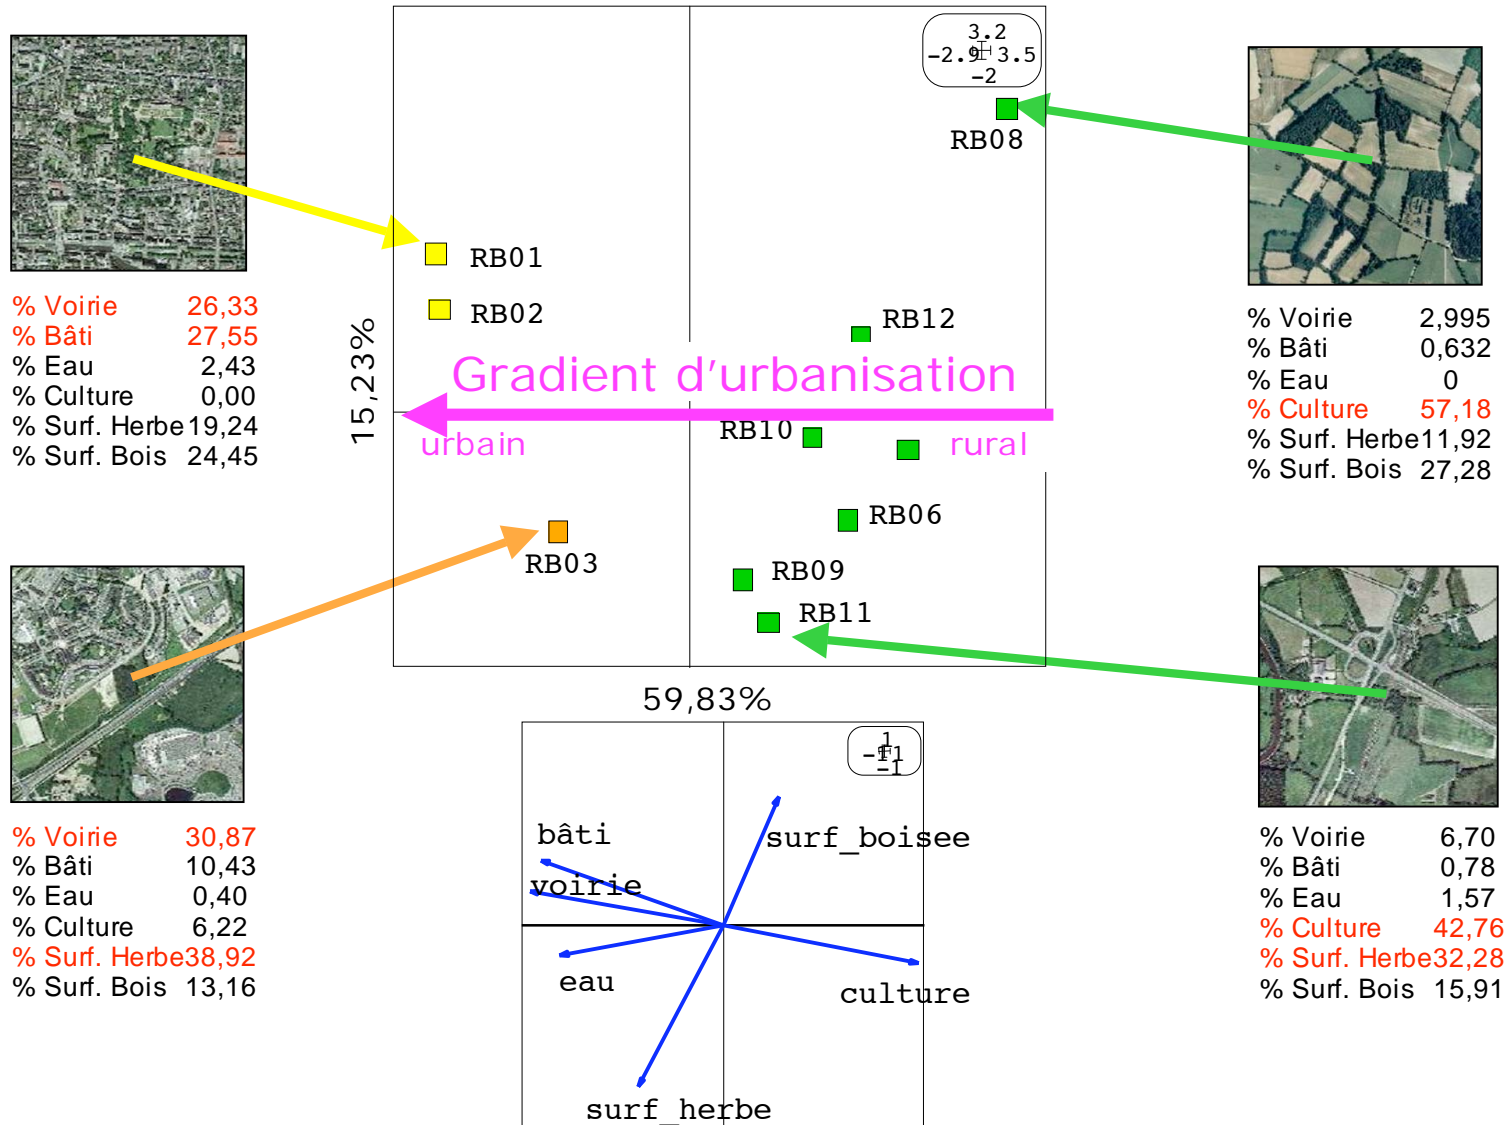 3.2
-2.9 3.5
-2
RB08
RB01
RB02
RB12
% Voirie 26,33
% Bâti 27,55
% Eau 2,43
% Culture 0,00
% Surf. Herbe 19,24
% Surf. Bois 24,45
% Voirie 2,995
% Bâti 0,632
% Eau 0
% Culture 57,18
% Surf. Herbe 11,92
% Surf. Bois 27,28
15,23%
Gradient d'urbanisation
urbain
RB10
rural
RB06
RB03
RB09
RB11
59,83%
% Voirie 30,87
% Bâti 10,43
% Eau 0,40
% Culture 6,22
% Surf. Herbe 38,92
% Surf. Bois 13,16
% Voirie 6,70
% Bâti 0,78
% Eau 1,57
% Culture 42,76
% Surf. Herbe 32,28
% Surf. Bois 15,91
1
-1 1
-1
bâti
surf_boisee
voirie
eau
culture
surf_herbe